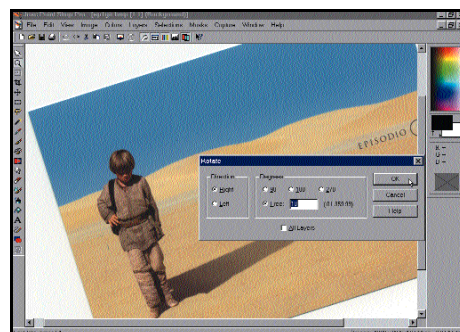 File Edit View Image Colors Layers Selections Masks Capture Window Help
EPISODIO
Rotate
Direction
Right
Left
Degrees
90 180 270
Free:
All Layers
OK
Cancel
Help